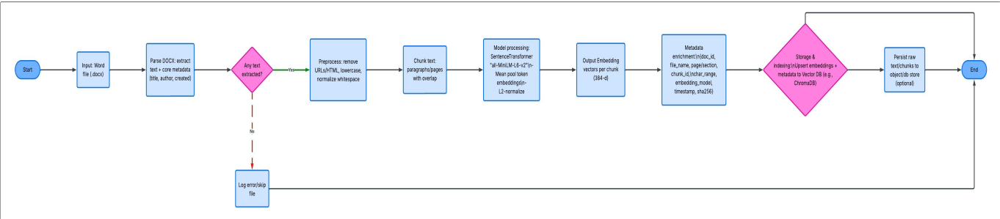 Start
Input: Word
file (.docx)
Parse DOCX: extract
text + core metadata
(title, author, created)
Any text
extracted?
Yes
No
Log error/skip
file
Preprocess: remove
URLs/HTML, lowercase,
normalize whitespace
Chunk text:
paragraphs/pages
with overlap
Model processing:
SentenceTransformer
"all-MiniLM-L6-v2"\n-
Mean pool token
embeddings\n-
L2-normalize
Output Embedding
vectors per chunk
(384-d)
Metadata
enrichment:\n(doc_id,
file_name, page/section,
chunk_id,\nchar_range,
embedding_model,
timestamp, sha256)
Storage &
indexing:\nUpsert embeddings +
metadata to Vector DB (e.g.,
ChromaDB)
Persist raw
text/chunks to
object/db store
(optional)
End